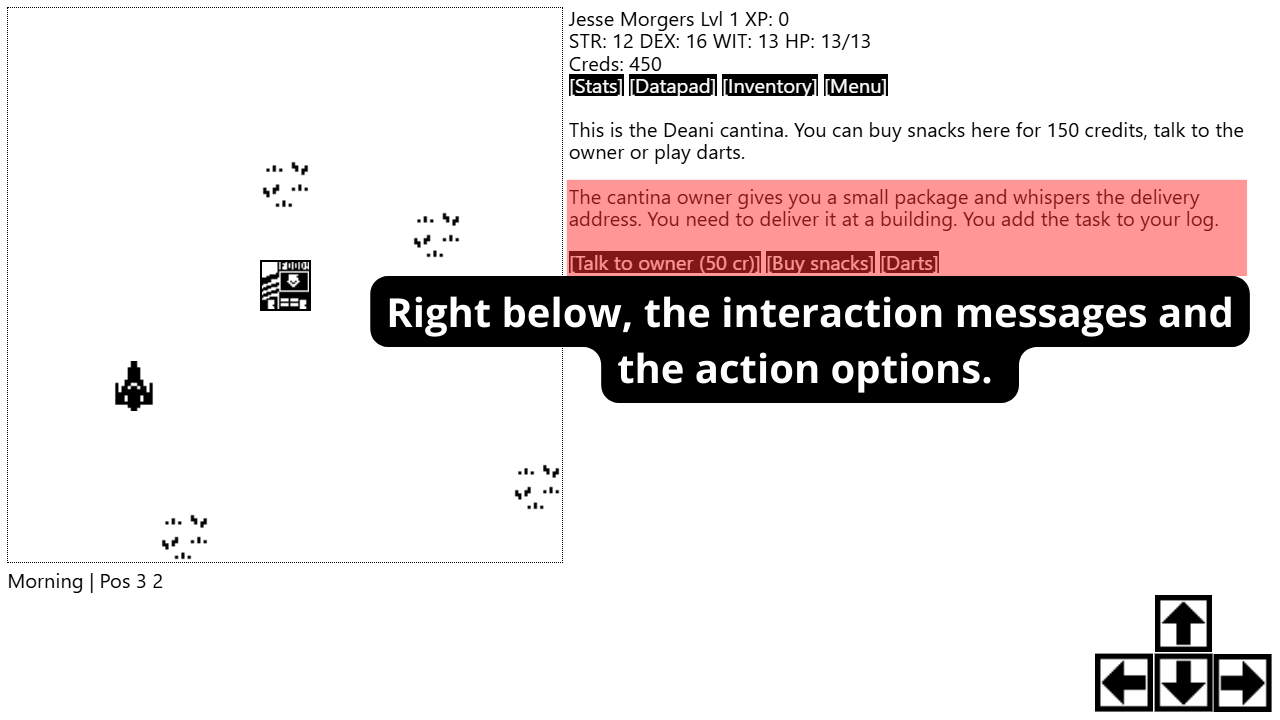 Jesse Morgers Lvl 1 XP: 0
STR: 12 DEX: 16 WIT: 13 HP: 13/13
Creds: 450
[Stats] [Datapad] [Inventory] [Menu]
This is the Deani cantina. You can buy snacks here for 150 credits, talk to the
owner or play darts.
The cantina owner gives you a small package and whispers the delivery
address. You need to deliver it at a building. You add the task to your log.
[Talk to owner (50 cr)] [Buy snacks] [Darts]
FOOD!
Right below, the interaction messages and
the action options.
Morning | Pos 3 2